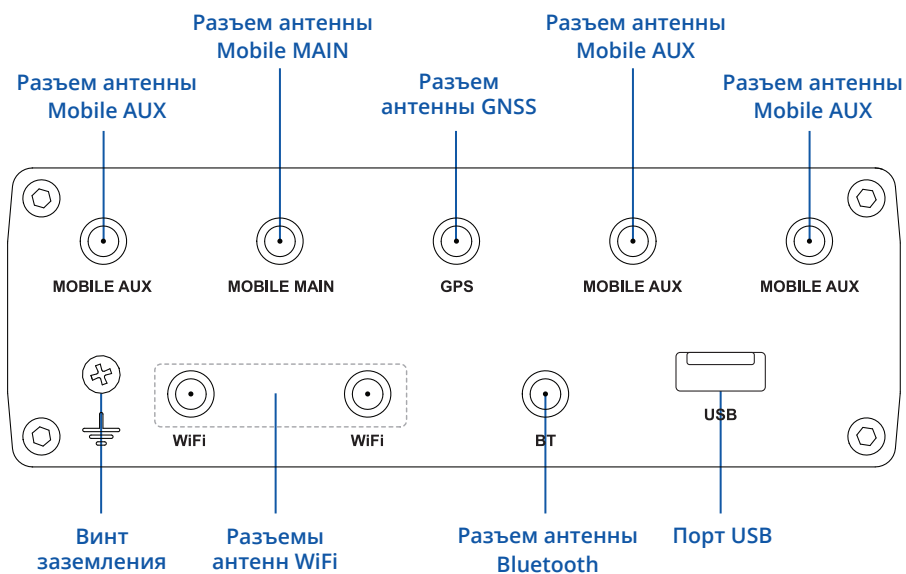 Разъем антенны
Mobile MAIN
Разъем антенны
Mobile AUX
Разъем антенны
Mobile AUX
Разъем
антенны GNSS
Разъем антенны
Mobile AUX
MOBILE AUX
MOBILE MAIN
GPS
MOBILE AUX
MOBILE AUX
WiFi
WiFi
BT
USB
Винт
заземления
Разъемы
антенн WiFi
Разъем антенны
Bluetooth
Порт USB